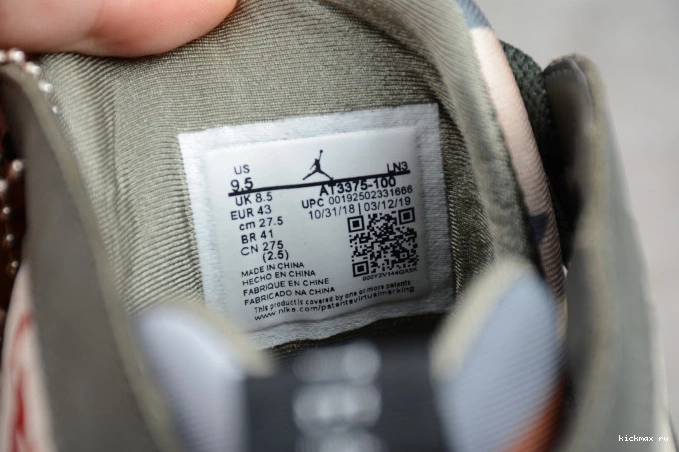 US
9.5 LN3
UK 8.5 AT3375-100
EUR 43 UPC 00192502331666
cm 27.5 10/31/18 03/12/19
BR 41
CN 275
(2.5)
MADE IN CHINA
HECHO EN CHINA
FABRIQUE EN CHINE
FABRICADO NA CHINA
This product is covered by one or more patents
www.nike.com/patentsvirtualmarking
kickmax ru